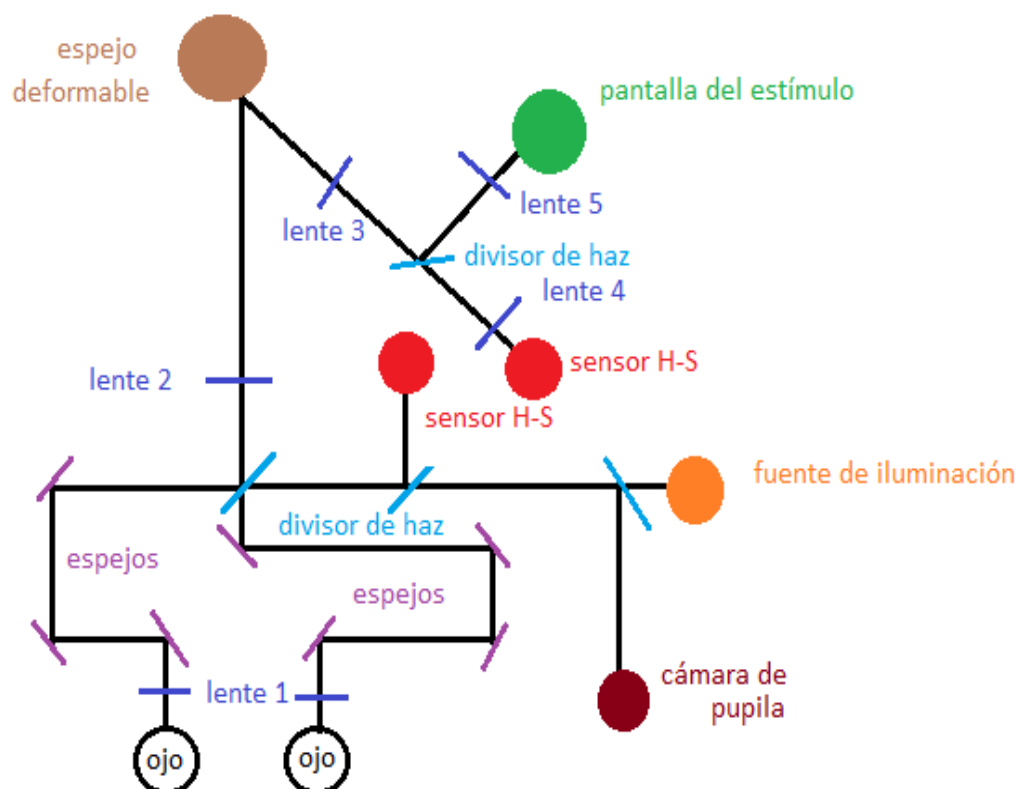 espejo
deformable
pantalla del estímulo
lente 5
lente 3
divisor de haz
lente 4
sensor H-S
lente 2
sensor H-S
fuente de iluminación
divisor de haz
espejos
espejos
lente 1
cámara de
pupila
ojo
ojo